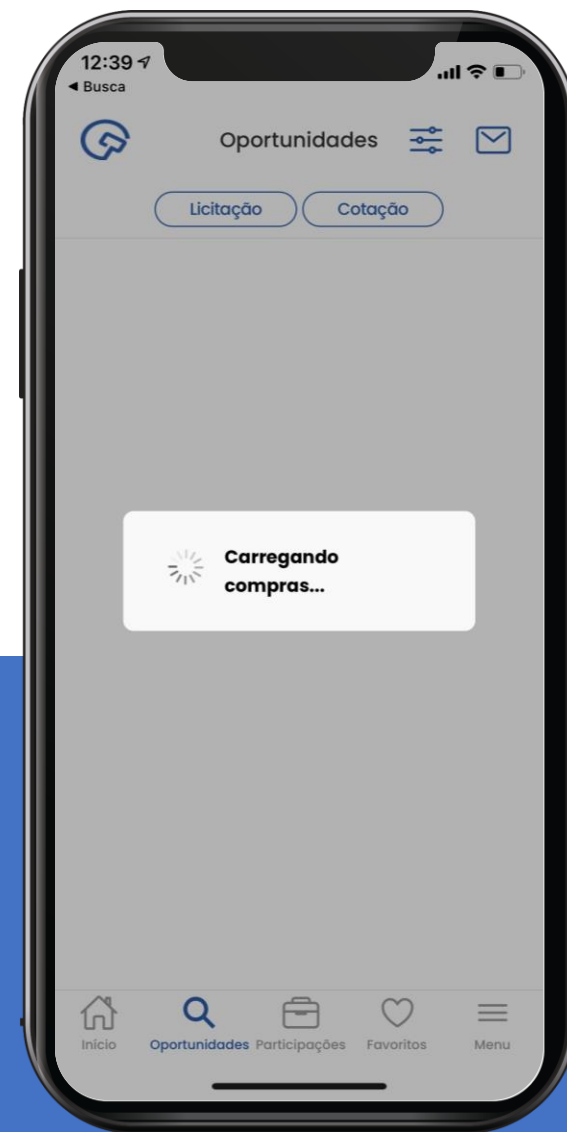 12:39
◀ Busca
Oportunidades
Licitação
Cotação
Carregando
compras...
Início
Oportunidades
Participações
Favoritos
Menu